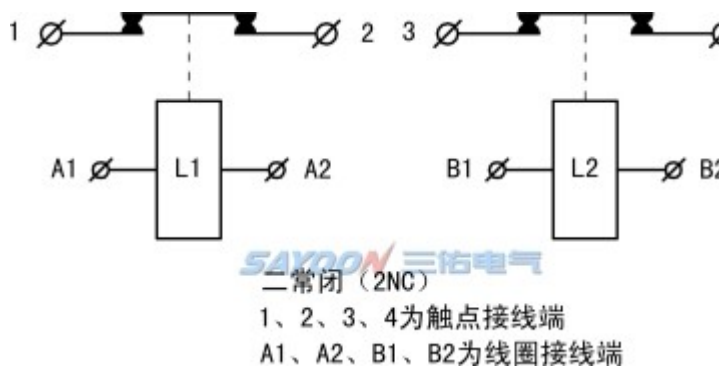 1 2 3
A1 L1 A2 B1 L2 B2
SAYOON 三佑电气
二常闭（2NC）
1、2、3、4为触点接线端
A1、A2、B1、B2为线圈接线端